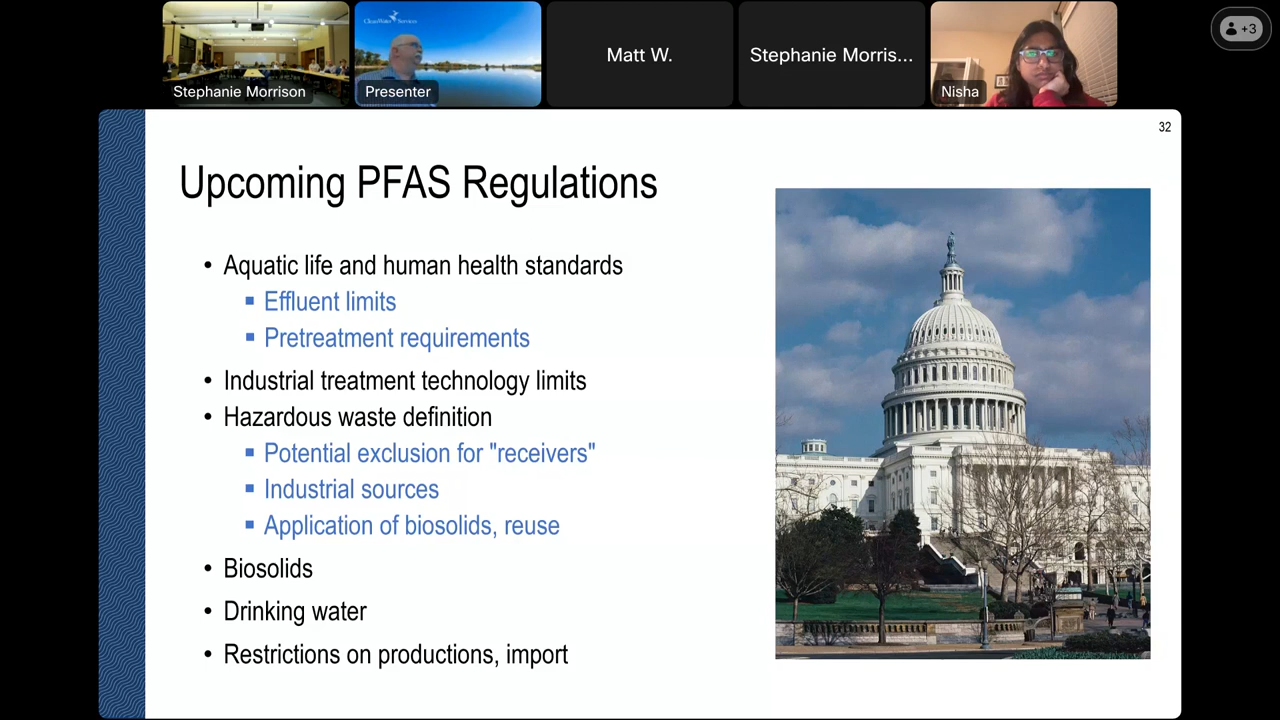 CleanWater Services
Stephanie Morrison
Presenter
Matt W.
Stephanie Morris...
Nisha
+3
32
Upcoming PFAS Regulations
• Aquatic life and human health standards
▪ Effluent limits
▪ Pretreatment requirements
• Industrial treatment technology limits
• Hazardous waste definition
▪ Potential exclusion for "receivers"
▪ Industrial sources
▪ Application of biosolids, reuse
• Biosolids
• Drinking water
• Restrictions on productions, import